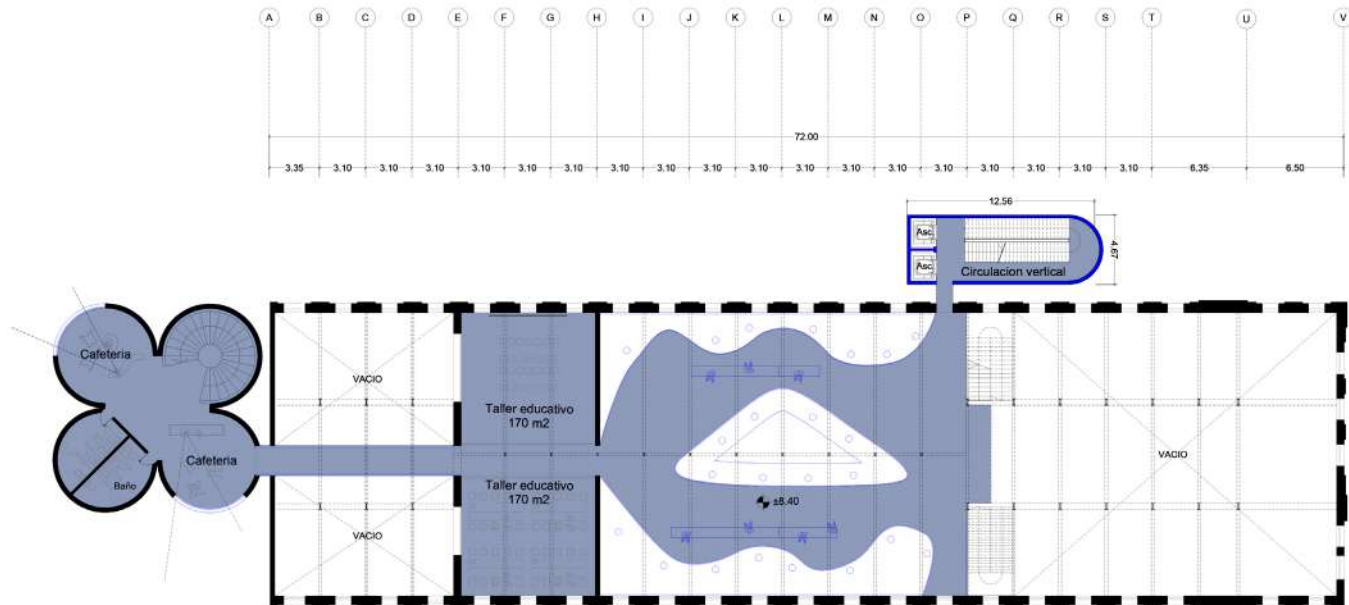 A B C D E F G H I J K L M N O P Q R S T U V
72.00
3.35 3.10 3.10 3.10 3.10 3.10 3.10 3.10 3.10 3.10 3.10 3.10 3.10 3.10 3.10 3.10 3.10 3.10 3.10 6.35 6.50
12.56
Asc.
4.67
Asc.
Circulacion vertical
Cafeteria
VACIO
Taller educativo
170 m2
Cafeteria
VACIO
Baño
Taller educativo
170 m2
±8.40
VACIO